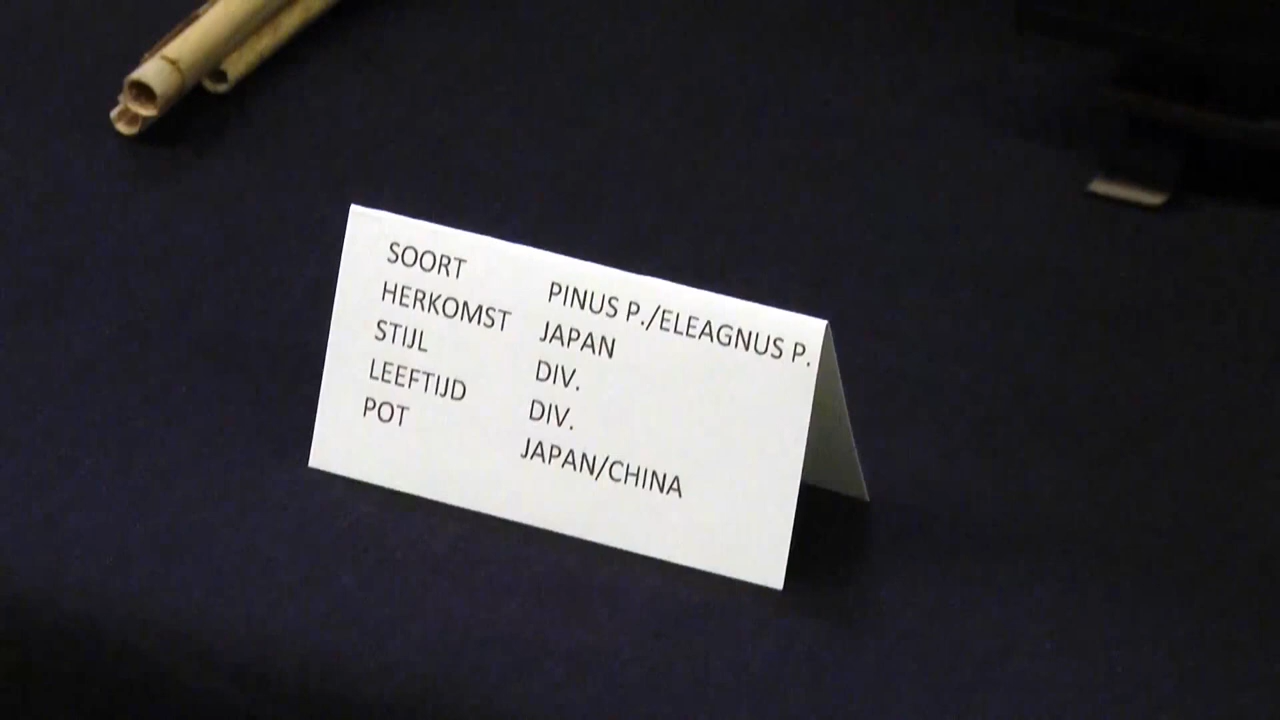 SOORT PINUS P./ELEAGNUS P.
HERKOMST JAPAN
STIJL DIV.
LEEFTIJD DIV.
POT JAPAN/CHINA